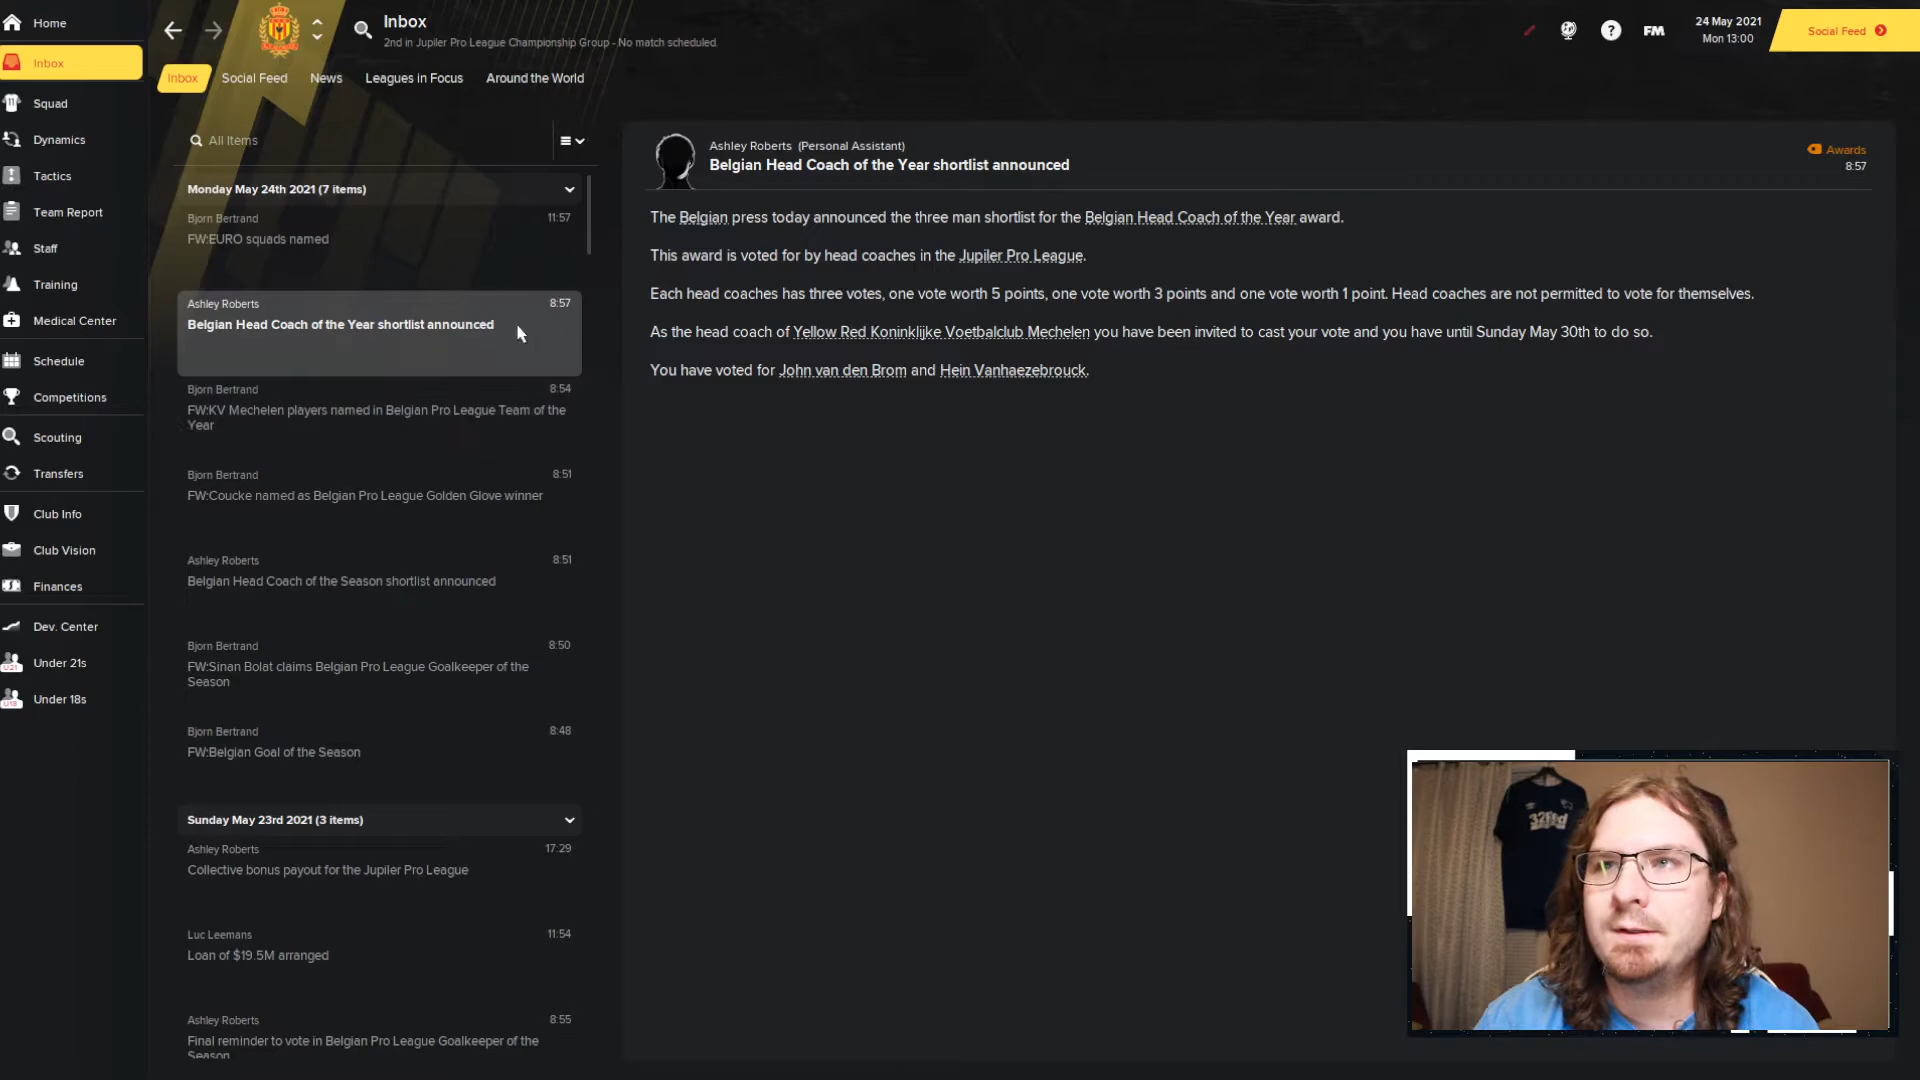 Home
Inbox
Squad
Dynamics
Tactics
Team Report
Staff
Training
Medical Center
Schedule
Competitions
Scouting
Transfers
Club Info
Club Vision
Finances
Dev. Center
U21
Under 21s
U18
Under 18s
Inbox
2nd in Jupiler Pro League Championship Group - No match scheduled.
FM
24 May 2021
Mon 13:00
Social Feed
Inbox
Social Feed
News
Leagues in Focus
Around the World
All Items
Monday May 24th 2021 (7 items)
Bjorn Bertrand 11:57
FW:EURO squads named
Ashley Roberts 8:57
Belgian Head Coach of the Year shortlist announced
Bjorn Bertrand 8:54
FW:KV Mechelen players named in Belgian Pro League Team of the
Year
Bjorn Bertrand 8:51
FW:Coucke named as Belgian Pro League Golden Glove winner
Ashley Roberts 8:51
Belgian Head Coach of the Season shortlist announced
Bjorn Bertrand 8:50
FW:Sinan Bolat claims Belgian Pro League Goalkeeper of the
Season
Bjorn Bertrand 8:48
FW:Belgian Goal of the Season
Sunday May 23rd 2021 (3 items)
Ashley Roberts 17:29
Collective bonus payout for the Jupiler Pro League
Luc Leemans 11:54
Loan of $19.5M arranged
Ashley Roberts 8:55
Final reminder to vote in Belgian Pro League Goalkeeper of the
Season
Ashley Roberts (Personal Assistant)
Belgian Head Coach of the Year shortlist announced
Awards
8:57
The Belgian press today announced the three man shortlist for the Belgian Head Coach of the Year award.
This award is voted for by head coaches in the Jupiler Pro League.
Each head coaches has three votes, one vote worth 5 points, one vote worth 3 points and one vote worth 1 point. Head coaches are not permitted to vote for themselves.
As the head coach of Yellow Red Koninklijke Voetbalclub Mechelen you have been invited to cast your vote and you have until Sunday May 30th to do so.
You have voted for John van den Brom and Hein Vanhaezebrouck.
32Red